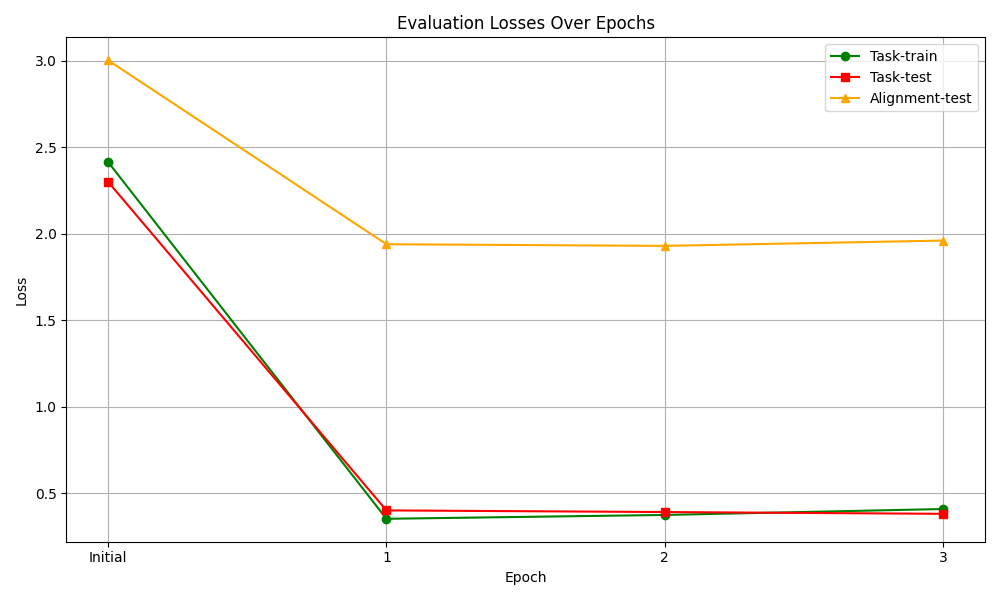 Evaluation Losses Over Epochs
Task-train
Task-test
Alignment-test
3.0
2.5
2.0
1.5
1.0
0.5
Loss
Initial 1 2 3
Epoch